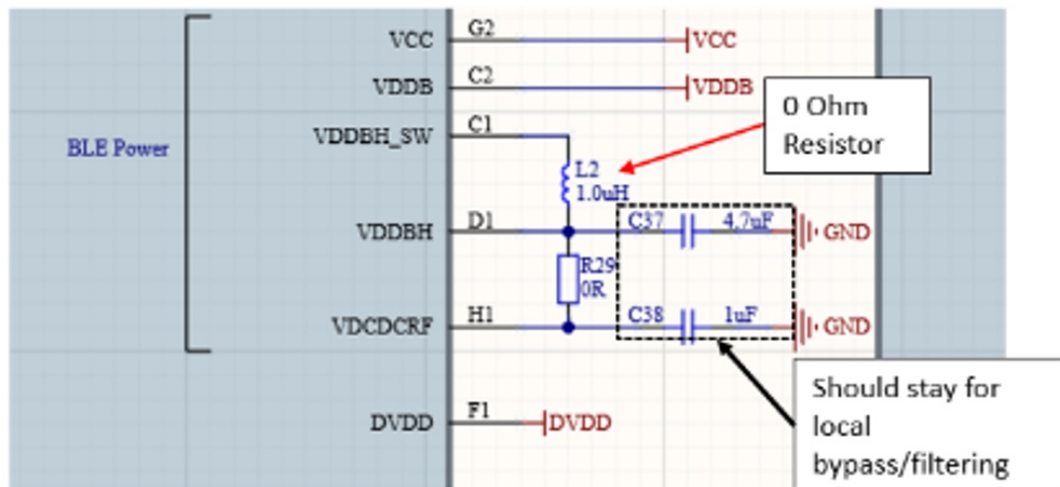 VCC G2 VCC
VDDB C2 VDDB
0 Ohm
Resistor
VDDBH_SW C1
BLE Power
L2
1.0uH
VDDBH D1 C37 4.7uF GND
R29
0R
VDCDCRF H1 C38 1uF GND
DVDD F1 DVDD
Should stay for
local
bypass/filtering